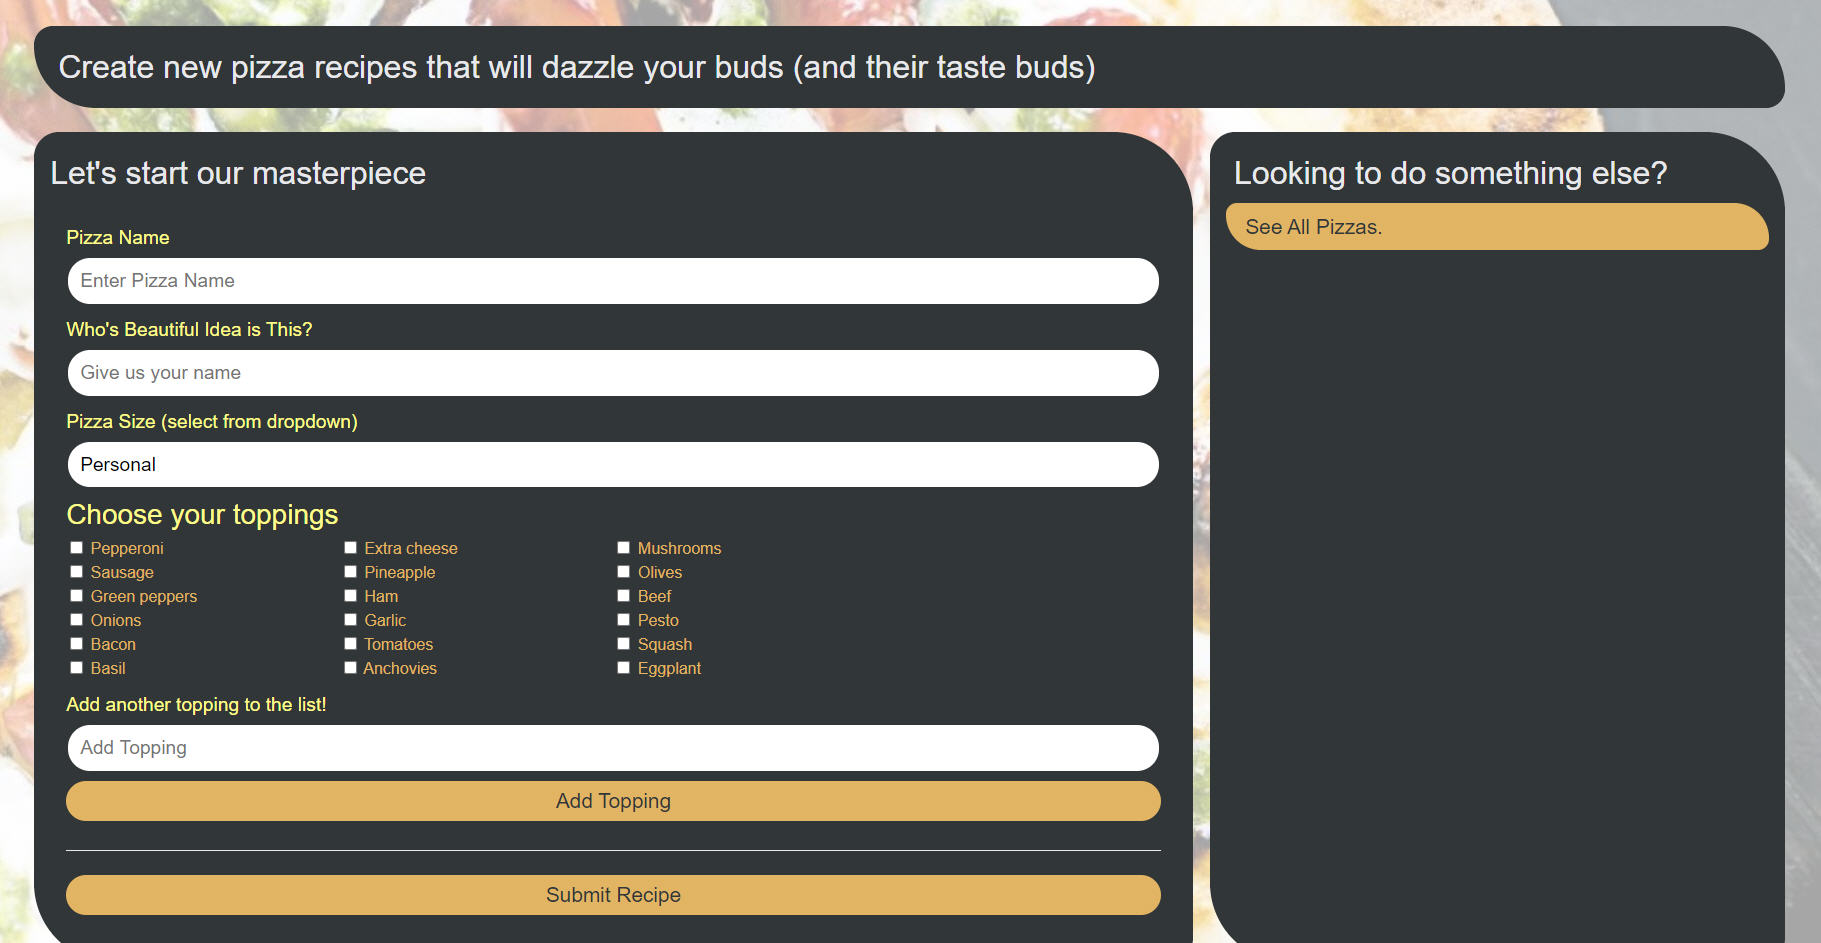 Create new pizza recipes that will dazzle your buds (and their taste buds)
Let's start our masterpiece
Pizza Name
Enter Pizza Name
Who's Beautiful Idea is This?
Give us your name
Pizza Size (select from dropdown)
Personal
Choose your toppings
Pepperoni
Sausage
Green peppers
Onions
Bacon
Basil
Extra cheese
Pineapple
Ham
Garlic
Tomatoes
Anchovies
Mushrooms
Olives
Beef
Pesto
Squash
Eggplant
Add another topping to the list!
Add Topping
Add Topping
Submit Recipe
Looking to do something else?
See All Pizzas.